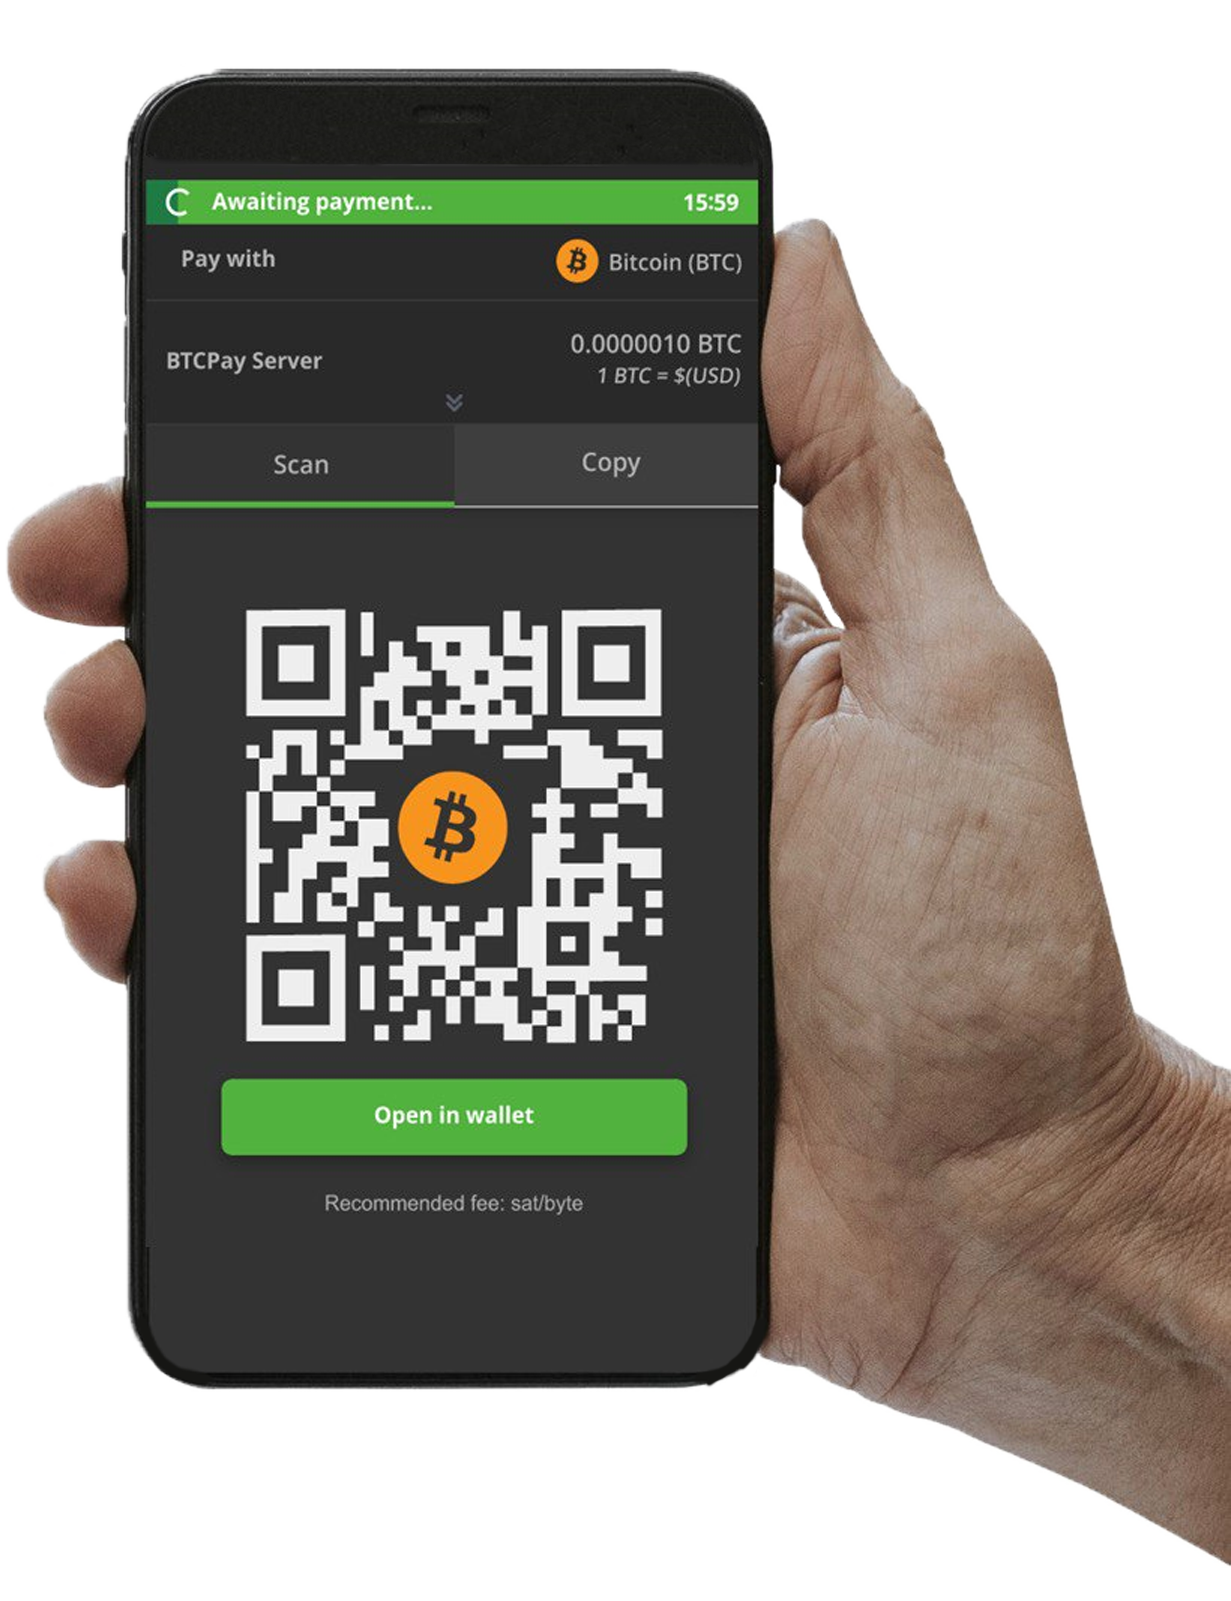 Awaiting payment... 15:59
Pay with Bitcoin (BTC)
BTCPay Server 0.0000010 BTC
1 BTC = $(USD)
Scan Copy
Open in wallet
Recommended fee: sat/byte